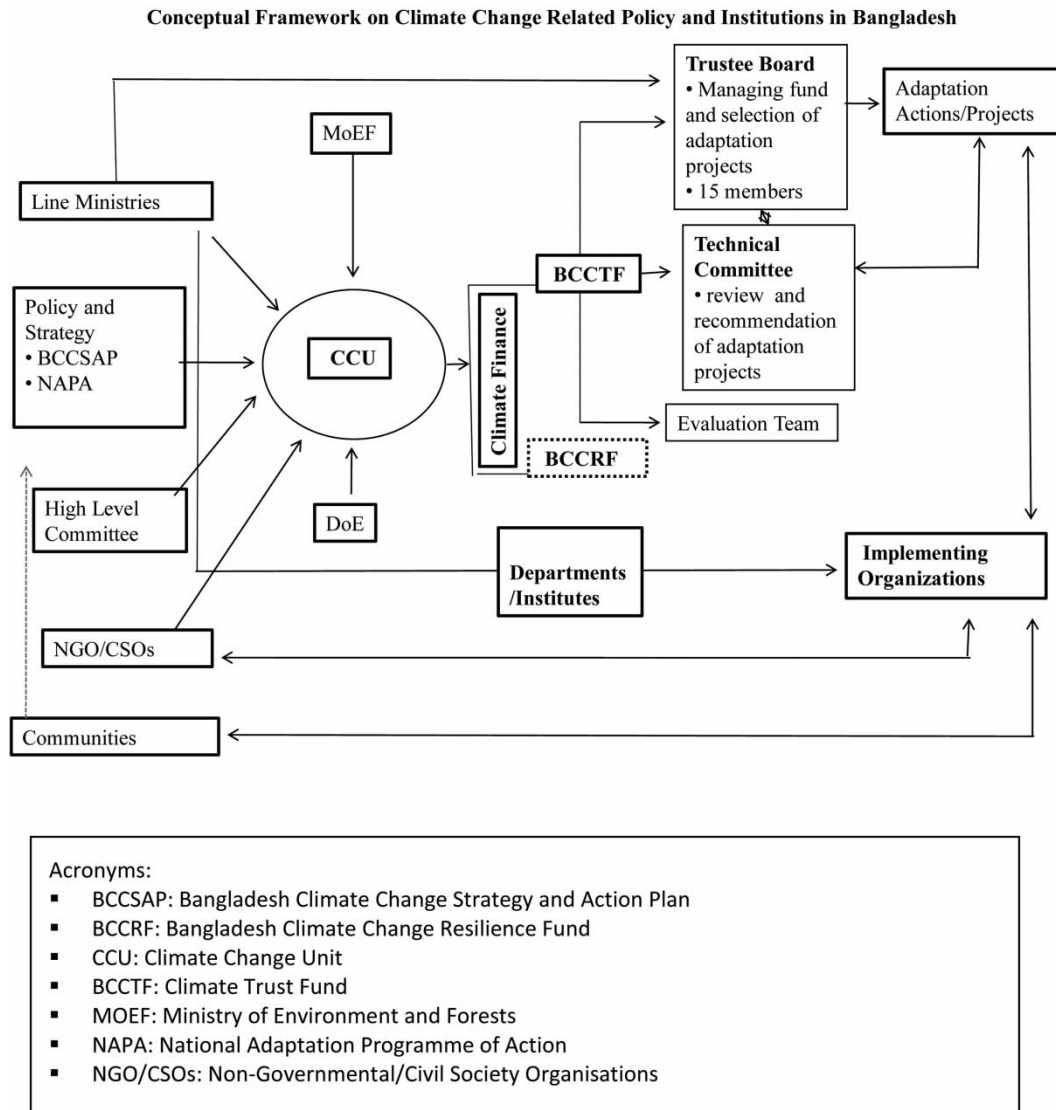 Conceptual Framework on Climate Change Related Policy and Institutions in Bangladesh
Trustee Board
• Managing fund
and selection of
adaptation
projects
• 15 members
Adaptation
Actions/Projects
MoEF
Line Ministries
Technical
Committee
• review and
recommendation
of adaptation
projects
BCCTF
Policy and
Strategy
• BCCSAP
• NAPA
CCU
Climate Finance
Evaluation Team
BCCRF
High Level
Committee
DoE
Departments
/Institutes
Implementing
Organizations
NGO/CSOs
Communities
Acronyms:
▪ BCCSAP: Bangladesh Climate Change Strategy and Action Plan
▪ BCCRF: Bangladesh Climate Change Resilience Fund
▪ CCU: Climate Change Unit
▪ BCCTF: Climate Trust Fund
▪ MOEF: Ministry of Environment and Forests
▪ NAPA: National Adaptation Programme of Action
▪ NGO/CSOs: Non-Governmental/Civil Society Organisations